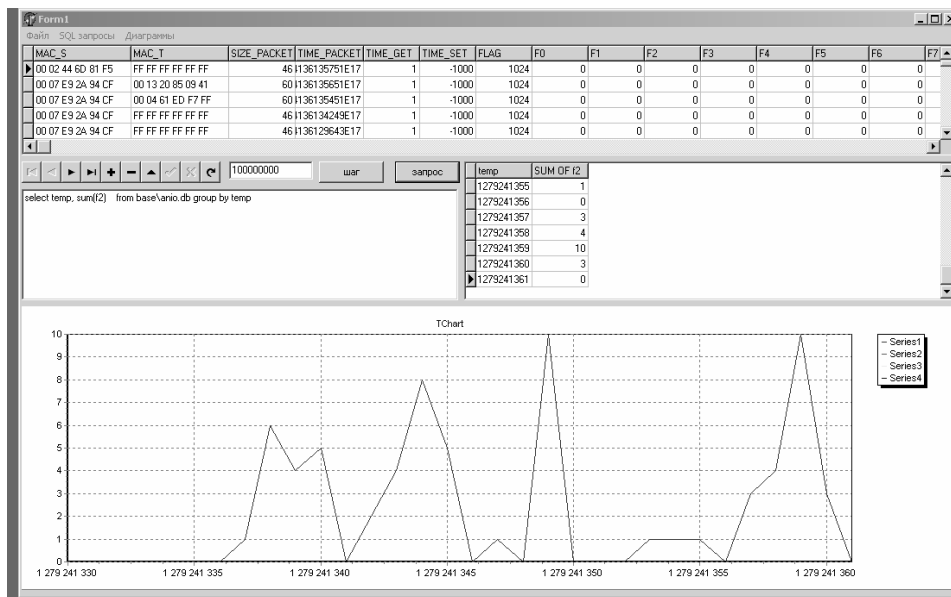 Form1
Файл SQL запросы Диаграммы
MAC_S MAC_T SIZE_PACKET TIME_PACKET TIME_GET TIME_SET FLAG F0 F1 F2 F3 F4 F5 F6 F7
00 02 44 6D 81 F5 FF FF FF FF FF FF 46 4136135751E17 1 -1000 1024 0 0 0 0 0 0 0
00 07 E9 2A 94 CF 00 13 20 85 09 41 60 4136135651E17 1 -1000 1024 0 0 0 0 0 0 0
00 07 E9 2A 94 CF 00 04 61 ED F7 FF 60 4136135451E17 1 -1000 1024 0 0 0 0 0 0 0
00 07 E9 2A 94 CF FF FF FF FF FF FF 46 4136134249E17 1 -1000 1024 0 0 0 0 0 0 0
00 07 E9 2A 94 CF FF FF FF FF FF FF 46 4136129643E17 1 -1000 1024 0 0 0 0 0 0 0
100000000 шаг запрос
select temp, sum(f2) from base\anio.db group by temp
temp SUM OF f2
1279241355 1
1279241356 0
1279241357 3
1279241358 4
1279241359 10
1279241360 3
1279241361 0
TChart
10
9
8
7
6
5
4
3
2
1
0
1 279 241 330 1 279 241 335 1 279 241 340 1 279 241 345 1 279 241 350 1 279 241 355 1 279 241 360
Series1
Series2
Series3
Series4